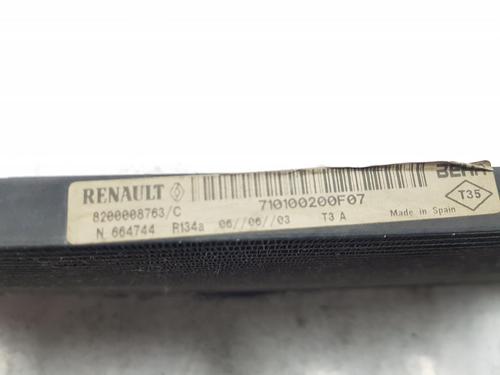 RENAULT
710100200F07
BEHR
T35
8200008763/C
N 664744 R134a 06//06//03 T3 A Made in Spain